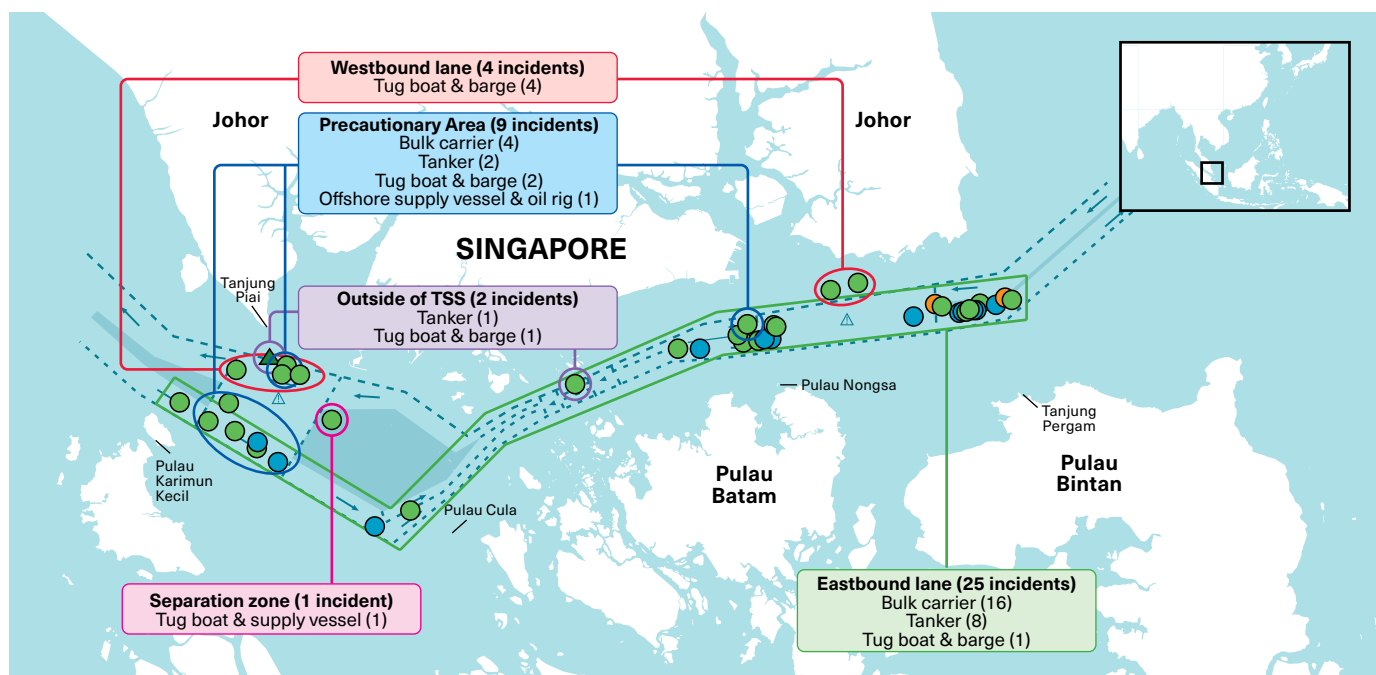 Westbound lane (4 incidents)
Tug boat & barge (4)
Johor
Johor
Precautionary Area (9 incidents)
Bulk carrier (4)
Tanker (2)
Tug boat & barge (2)
Offshore supply vessel & oil rig (1)
SINGAPORE
Tanjung
Piai
Outside of TSS (2 incidents)
Tanker (1)
Tug boat & barge (1)
Pulau Nongsa
Tanjung
Pergam
Pulau
Karimun
Kecil
Pulau
Batam
Pulau
Bintan
Pulau Cula
Separation zone (1 incident)
Tug boat & supply vessel (1)
Eastbound lane (25 incidents)
Bulk carrier (16)
Tanker (8)
Tug boat & barge (1)